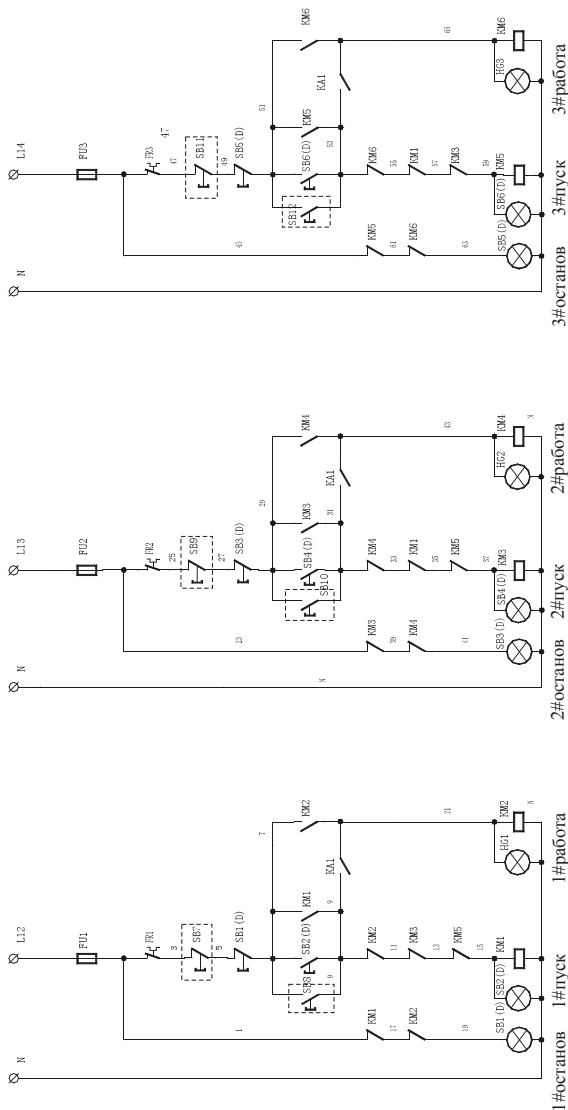 L14
N
FU3
FR3
47
47
SB11
49
SB5(D)
51
KM6
KA1
KM5
53
SB6(D)
SB12
45
65
KM6
55
KM1
57
KM3
59
KM5
61
KM6
63
KM6
HG3
KM5
SB6(D)
SB5(D)
3#работа
3#пуск
3#останов
L13
N
FU2
FR2
25
SB9
27
SB3(D)
29
KM4
KA1
KM3
31
SB4(D)
SB10
23
N
43
KM4
33
KM1
35
KM5
37
KM3
39
KM4
41
KM4
N
HG2
KM3
SB4(D)
SB3(D)
2#работа
2#пуск
2#останов
L12
N
FU1
FR1
3
SB7
5
SB1(D)
7
KM2
KA1
KM1
9
SB2(D)
SB8
9
1
21
KM2
11
KM3
13
KM5
15
KM1
17
KM2
19
KM2
N
HG1
KM1
SB2(D)
SB1(D)
1#работа
1#пуск
1#останов